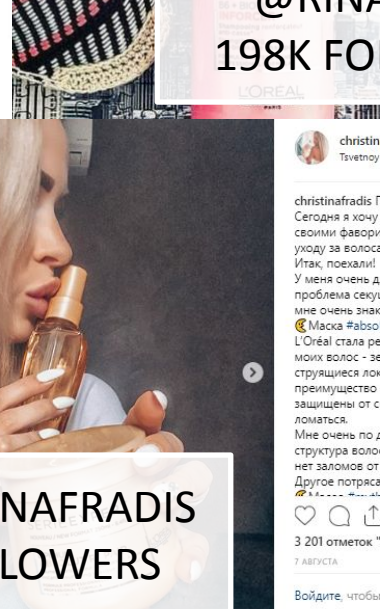 @RINA
198K FO
L'ORÉAL
PARIS
christin
Tsvetnoy
christinafradis П
Сегодня я хочу
своими фавори
уходу за волоса
Итак, поехали!
У меня очень д
проблема секу
мне очень знак
Маска #abso
L'Oréal стала ре
моих волос - зе
струящиеся лок
преимущество
защищены от с
ломаться.
Мне очень по д
структура волос
нет заломов от
Другое потряса
3 201 отметок "
7 АВГУСТА
Войдите, чтобы
NAFRADIS
LOWERS